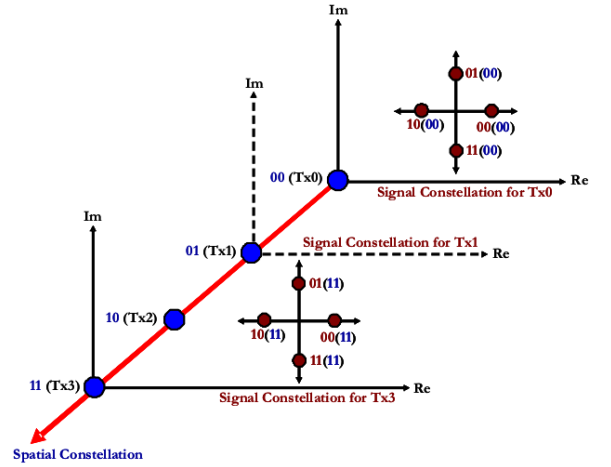 Im
01(00)
Im
10(00)
00(00)
11(00)
00 (Tx0)
Re
Signal Constellation for Tx0
Im
01 (Tx1)
Signal Constellation for Tx1
Re
01(11)
10 (Tx2)
10(11)
00(11)
11(11)
11 (Tx3)
Re
Signal Constellation for Tx3
Spatial Constellation